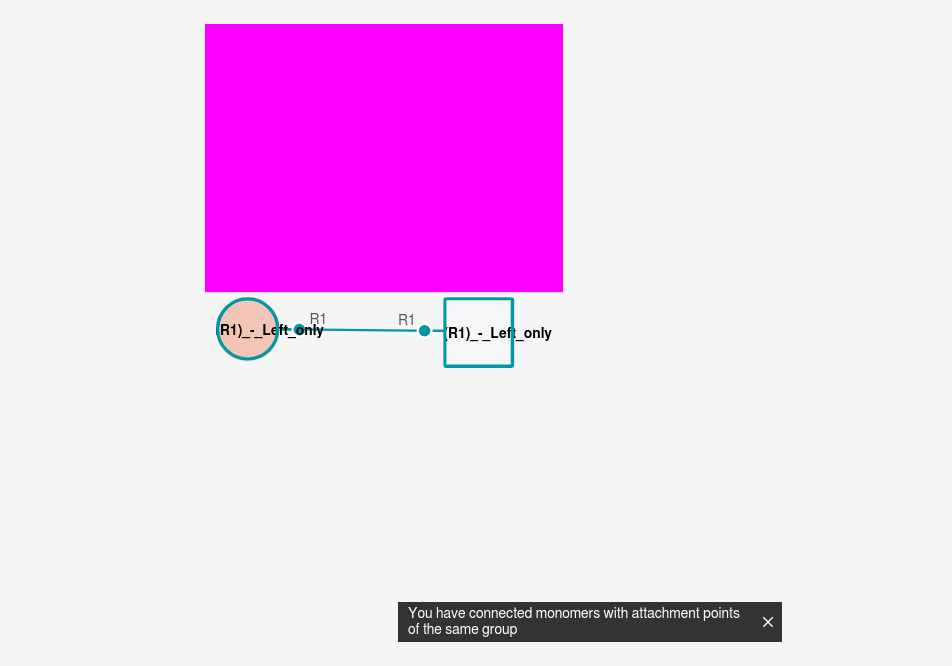 R1
R1
R1)_-_Left_only
(R1)_-_Left_only
You have connected monomers with attachment points
of the same group